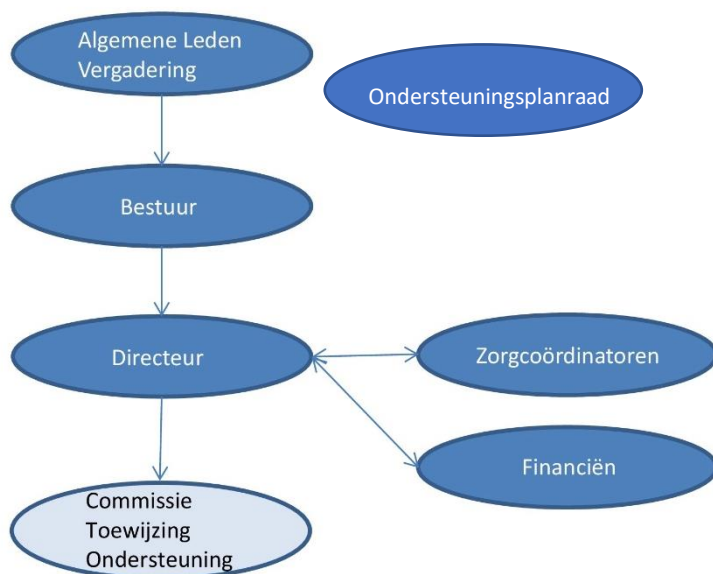 Algemene Leden
Vergadering
Ondersteuningsplanraad
Bestuur
Directeur
Zorgcoördinatoren
Financiën
Commissie
Toewijzing
Ondersteuning